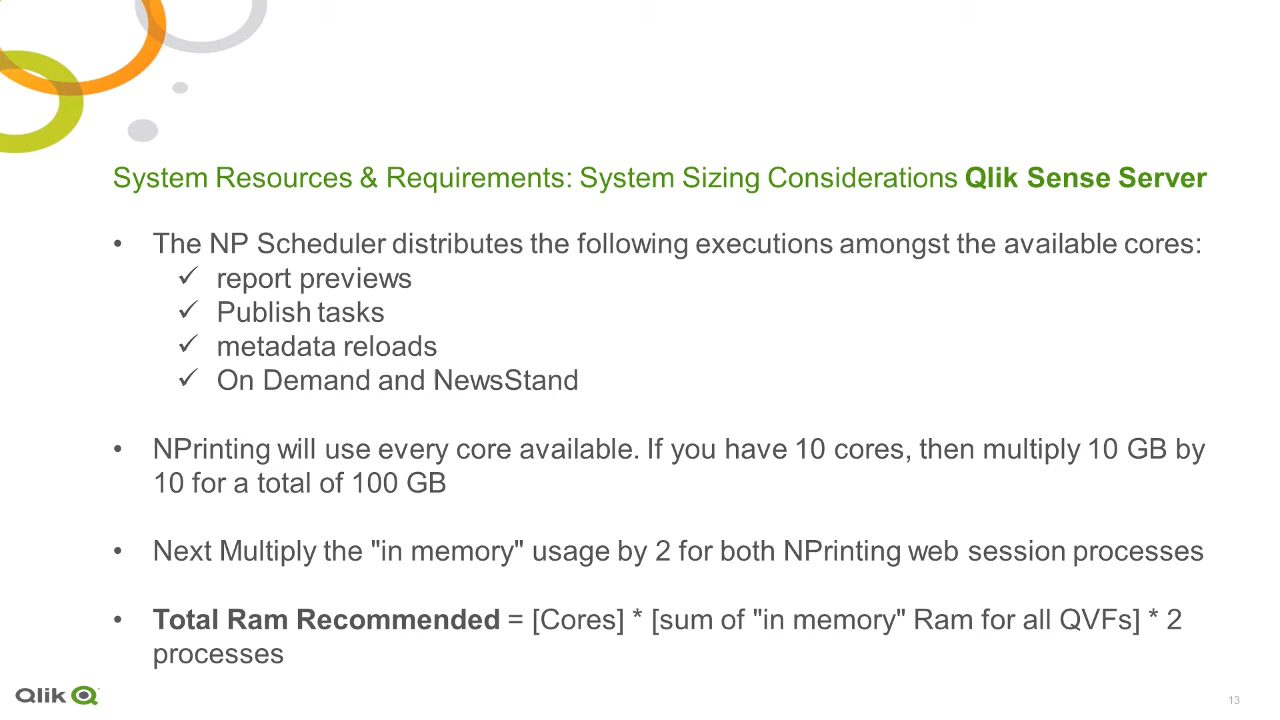 System Resources & Requirements: System Sizing Considerations Qlik Sense Server
• The NP Scheduler distributes the following executions amongst the available cores:
✓ report previews
✓ Publish tasks
✓ metadata reloads
✓ On Demand and NewsStand
• NPrinting will use every core available. If you have 10 cores, then multiply 10 GB by
10 for a total of 100 GB
• Next Multiply the "in memory" usage by 2 for both NPrinting web session processes
• Total Ram Recommended = [Cores] * [sum of "in memory" Ram for all QVFs] * 2
processes
Qlik
13